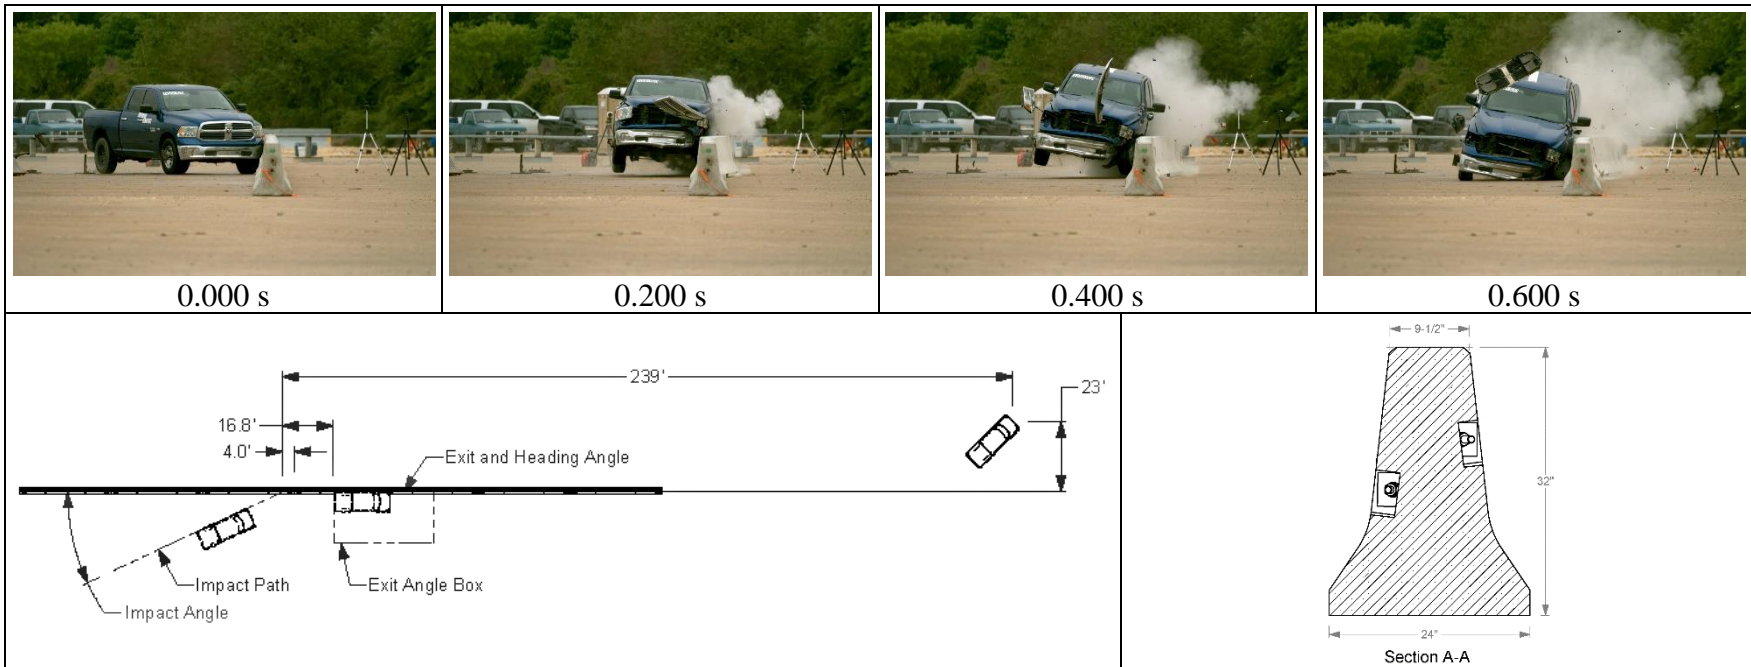 0.000 s
0.200 s
0.400 s
0.600 s
239'
23'
16.8'
4.0'
Exit and Heading Angle
Impact Path
Exit Angle Box
Impact Angle
9-1/2"
32"
24"
Section A-A